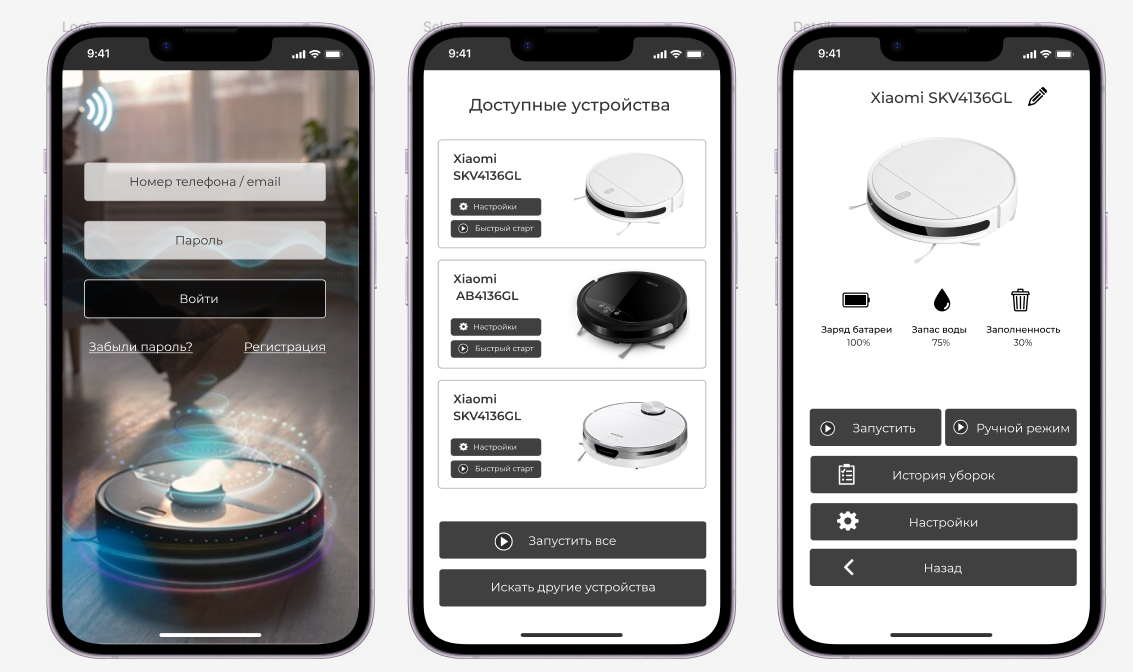 Login
9:41
Номер телефона / email
Пароль
Войти
Забыли пароль?
Регистрация
Select
9:41
Доступные устройства
Xiaomi
SKV4136GL
Настройки
Быстрый старт
Xiaomi
AB4136GL
Настройки
Быстрый старт
Xiaomi
SKV4136GL
Настройки
Быстрый старт
Запустить все
Искать другие устройства
Details
9:41
Xiaomi SKV4136GL
Заряд батареи
100%
Запас воды
75%
Заполненность
30%
Запустить
Ручной режим
История уборок
Настройки
Назад